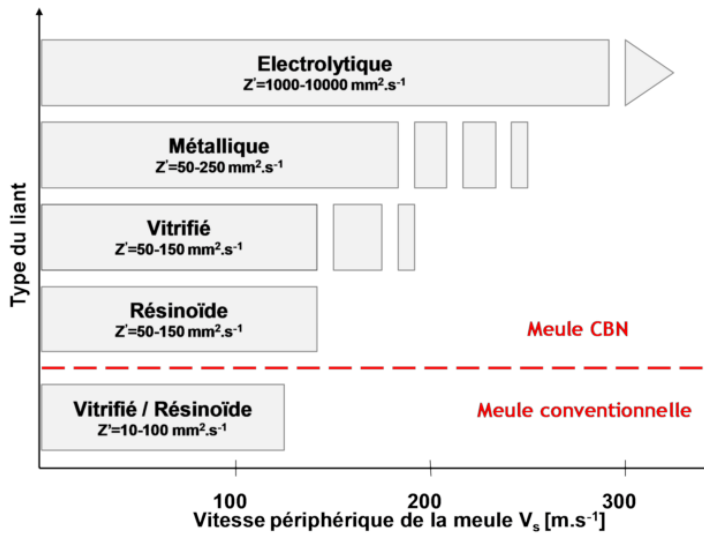 Electrolytique
Z'=1000-10000 mm².s⁻¹
Métallique
Z'=50-250 mm².s⁻¹
Vitrifié
Z'=50-150 mm².s⁻¹
Résinoïde
Z'=50-150 mm².s⁻¹
Meule CBN
Vitrifié / Résinoïde
Z'=10-100 mm².s⁻¹
Meule conventionnelle
Type du liant
100 200 300
Vitesse périphérique de la meule Vₛ [m.s⁻¹]